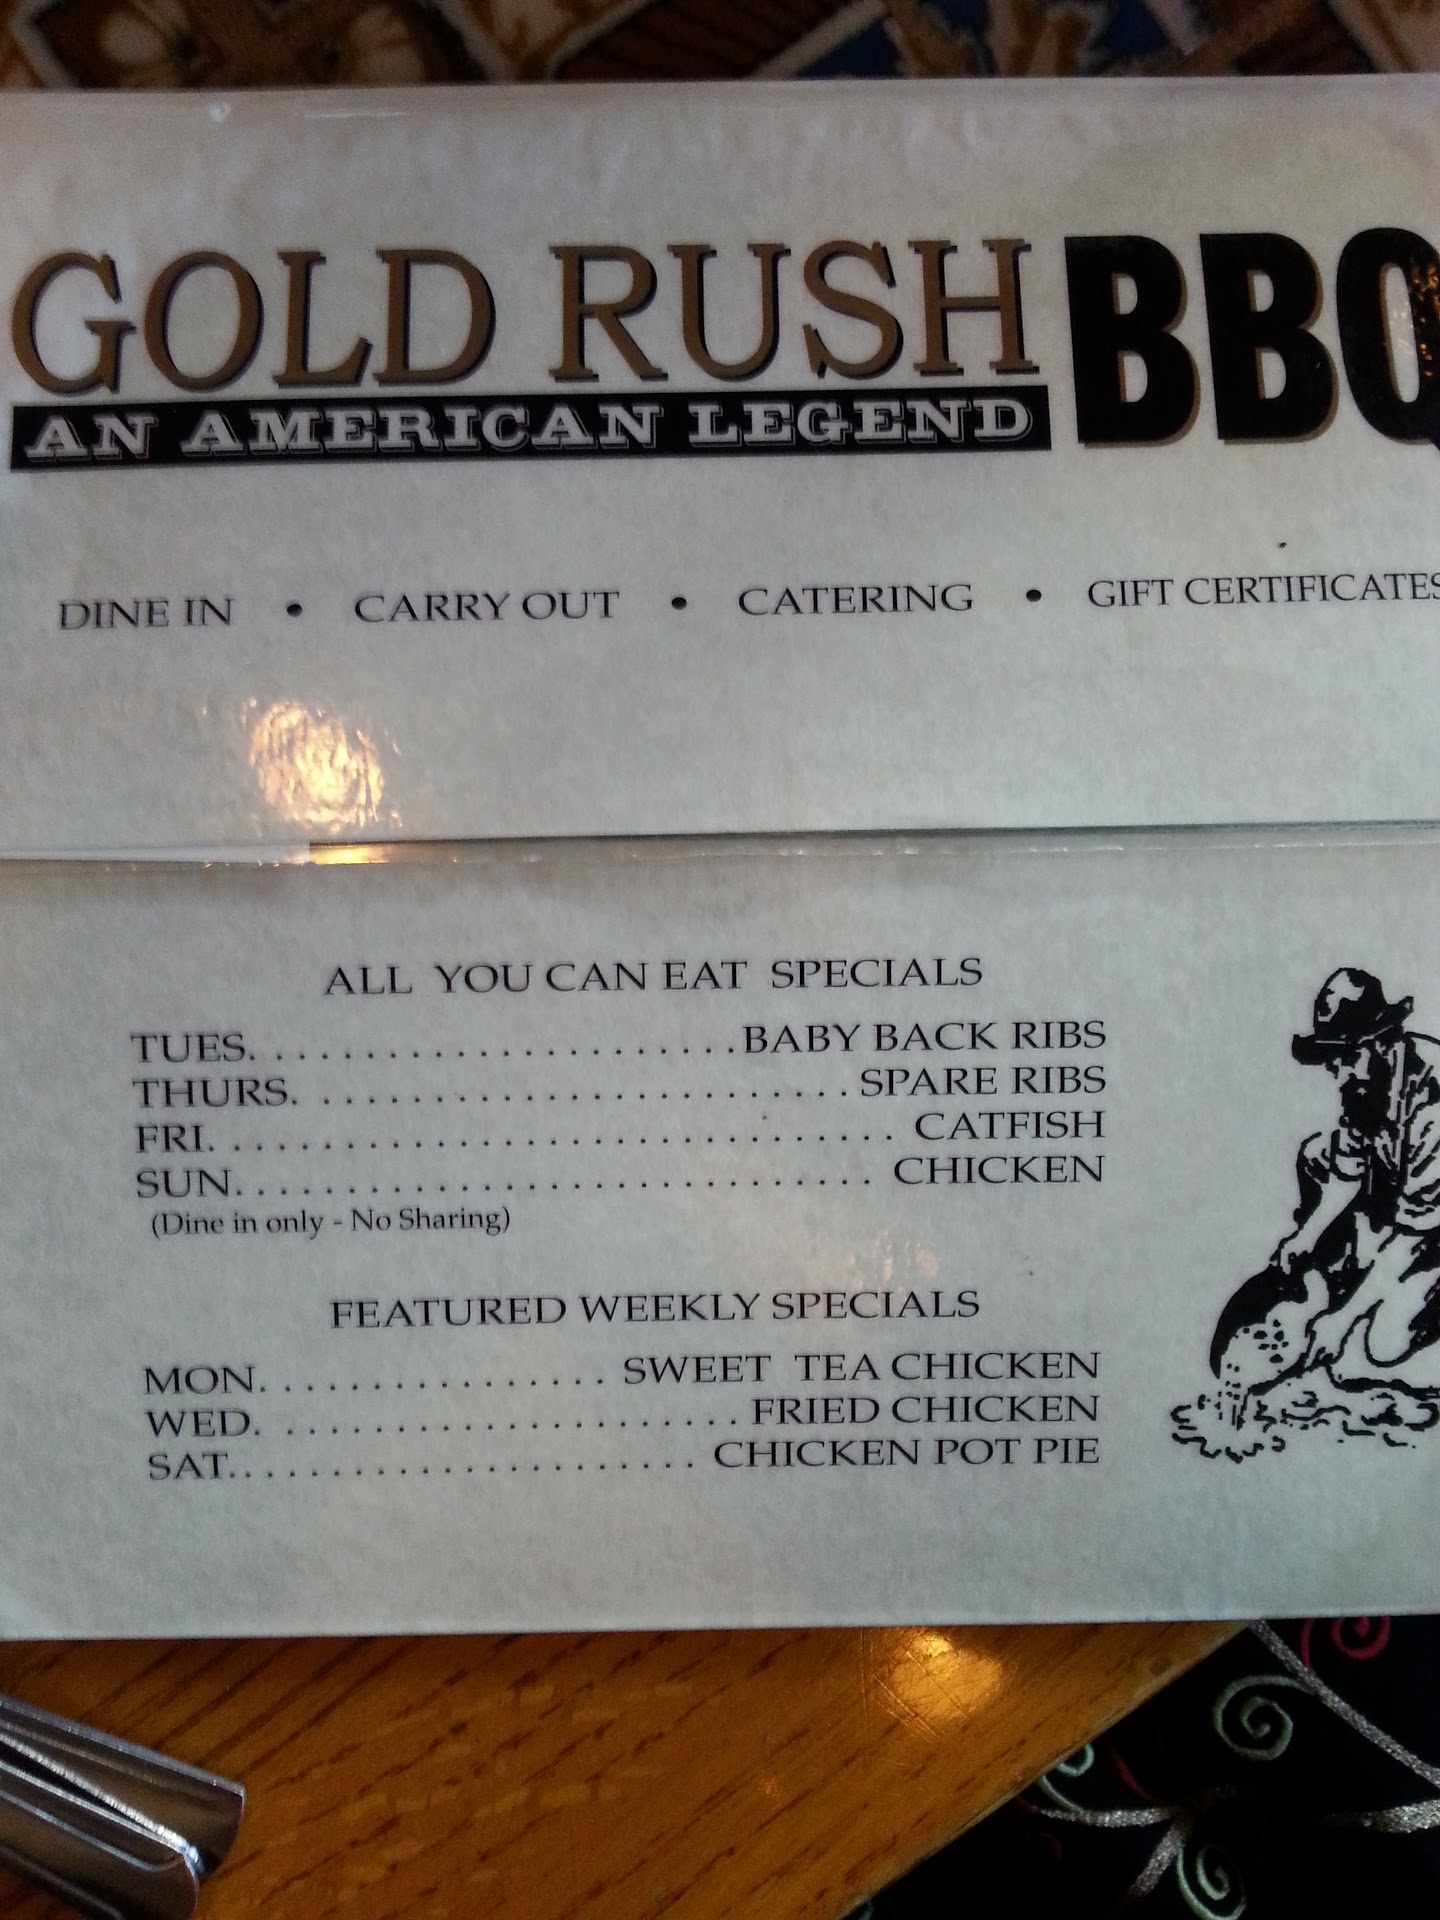 GOLD RUSH BBQ
AN AMERICAN LEGEND
DINE IN • CARRY OUT • CATERING • GIFT CERTIFICATES
ALL YOU CAN EAT SPECIALS
TUES. . . . . . . . . . . . . . . . . . . . . . . .BABY BACK RIBS
THURS. . . . . . . . . . . . . . . . . . . . . . . . . . . SPARE RIBS
FRI. . . . . . . . . . . . . . . . . . . . . . . . . . . . . . . . . CATFISH
SUN. . . . . . . . . . . . . . . . . . . . . . . . . . . . . . . CHICKEN
(Dine in only - No Sharing)
FEATURED WEEKLY SPECIALS
MON. . . . . . . . . . . . . . . . . SWEET TEA CHICKEN
WED. . . . . . . . . . . . . . . . . . . . . . . FRIED CHICKEN
SAT. . . . . . . . . . . . . . . . . . . . . . . CHICKEN POT PIE